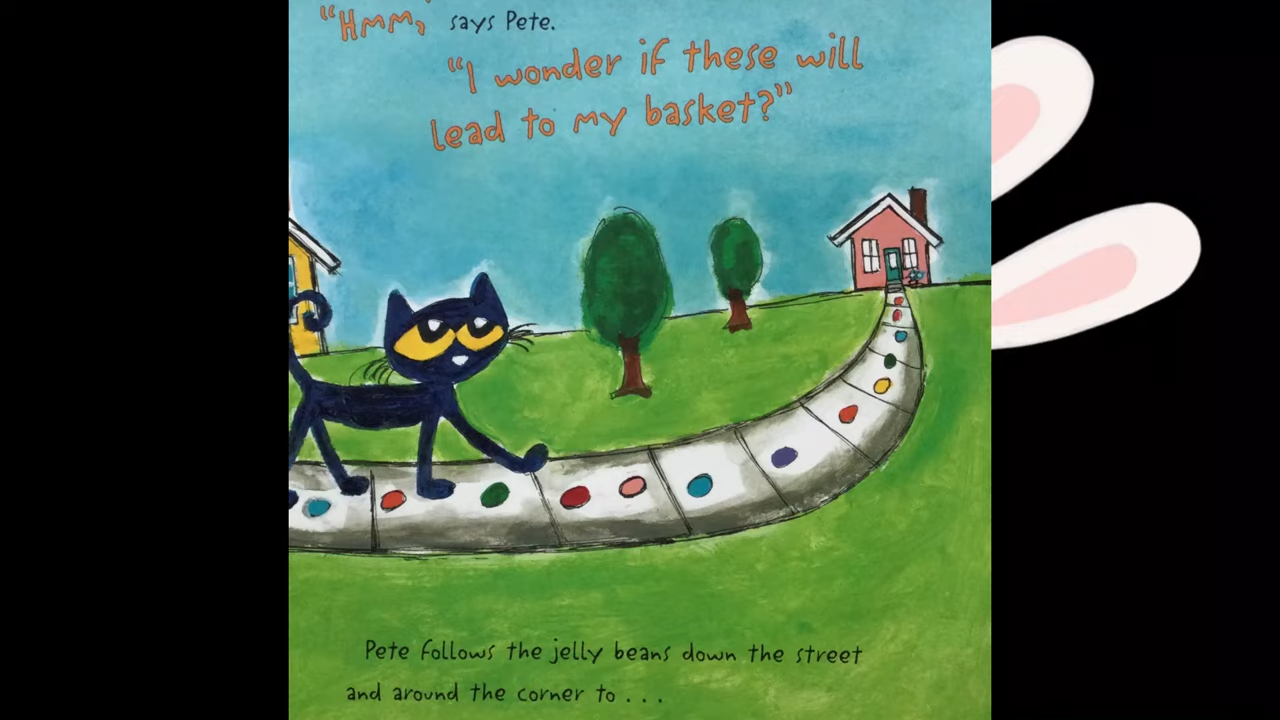 “Hmm,” says Pete.
“I wonder if these will
lead to my basket?”
Pete follows the jelly beans down the street
and around the corner to . . .